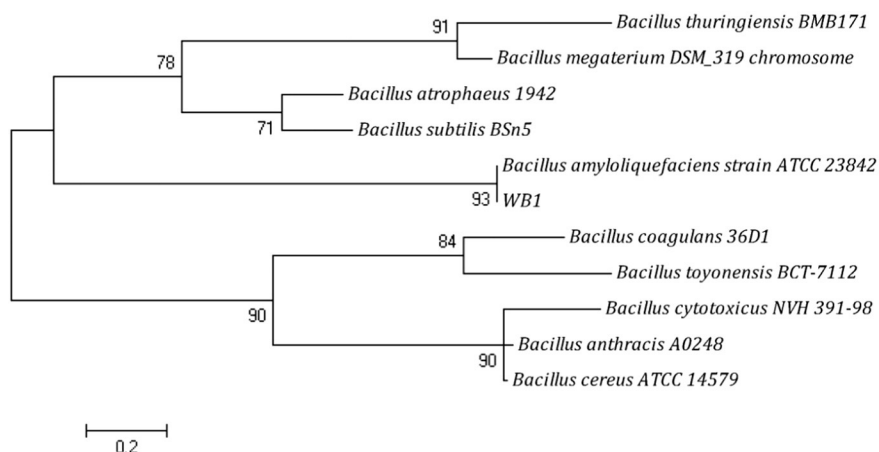 91
Bacillus thuringiensis BMB171
78
Bacillus megaterium DSM_319 chromosome
Bacillus atrophaeus 1942
71
Bacillus subtilis BSn5
Bacillus amyloliquefaciens strain ATCC 23842
93
WB1
84
Bacillus coagulans 36D1
Bacillus toyonensis BCT-7112
90
Bacillus cytotoxicus NVH 391-98
Bacillus anthracis A0248
90
Bacillus cereus ATCC 14579
0.2